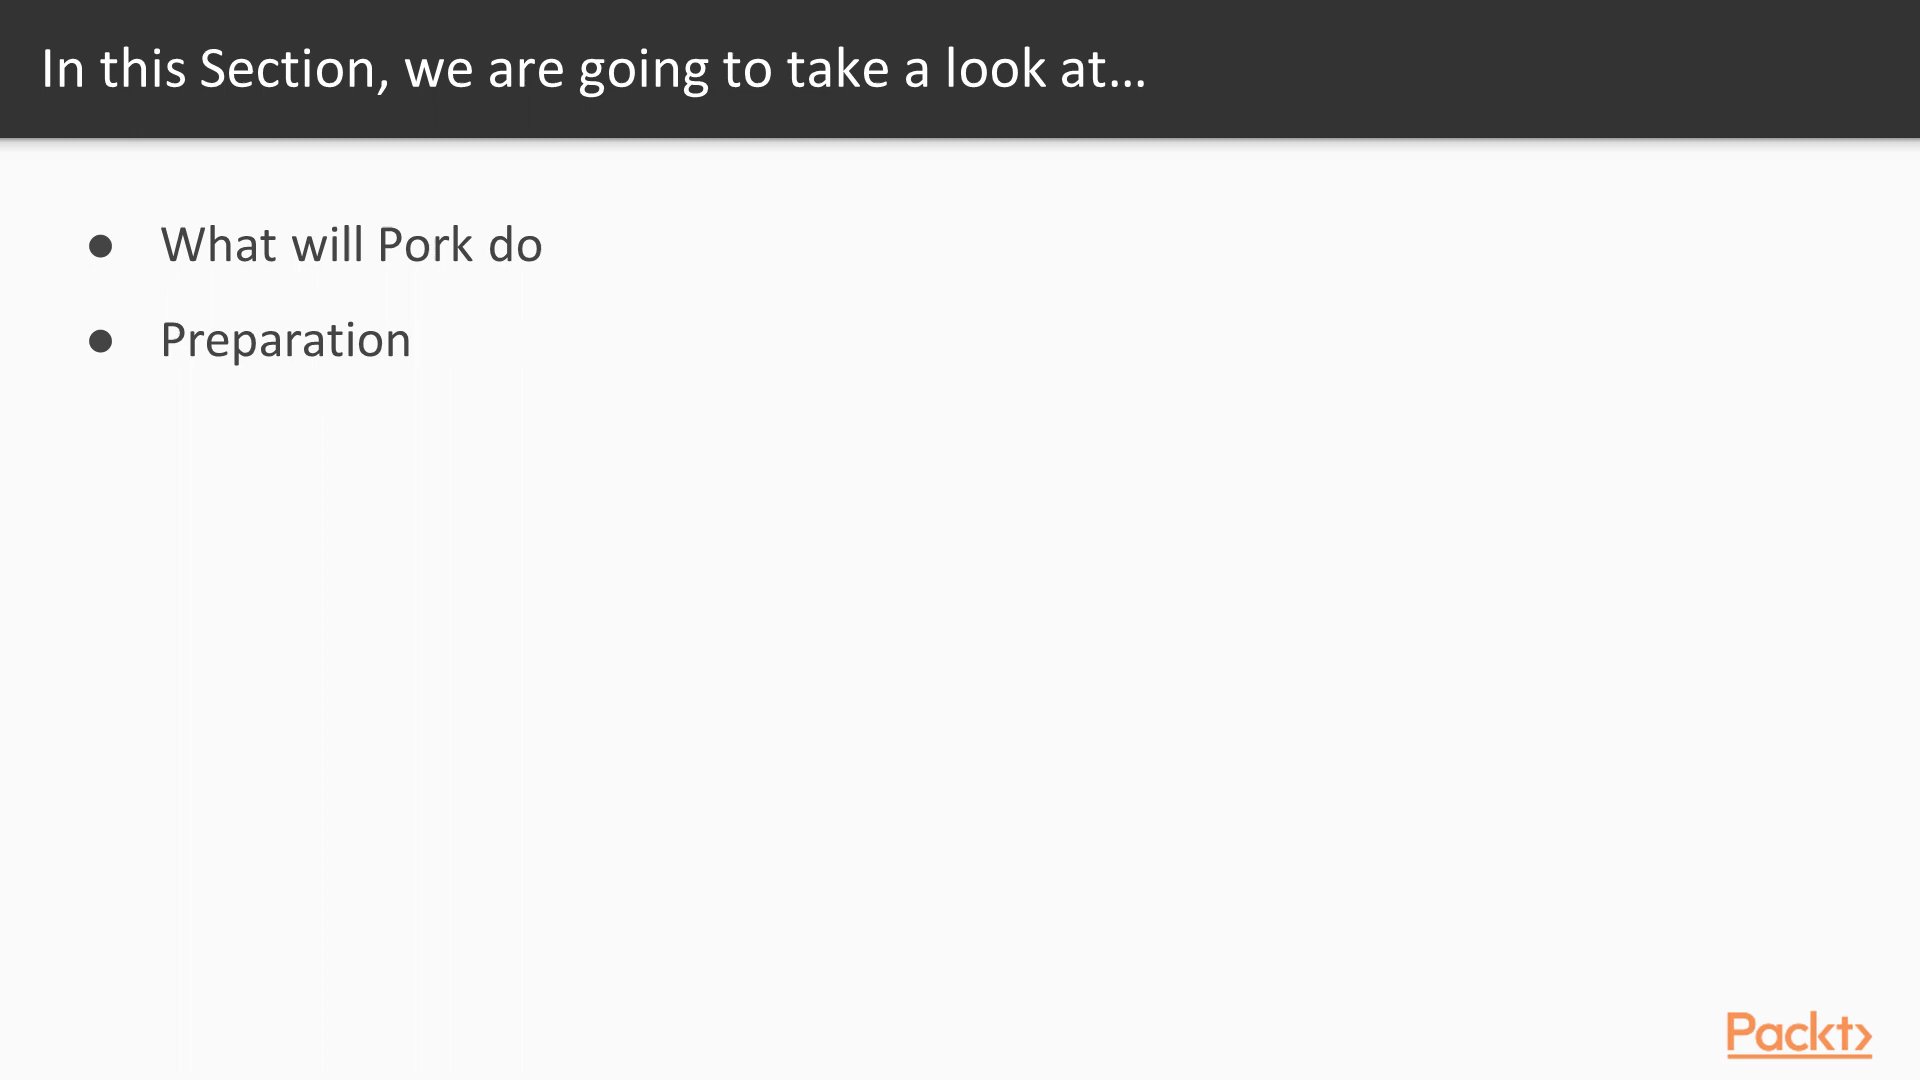 In this Section, we are going to take a look at…
● What will Pork do
● Preparation
Packt>